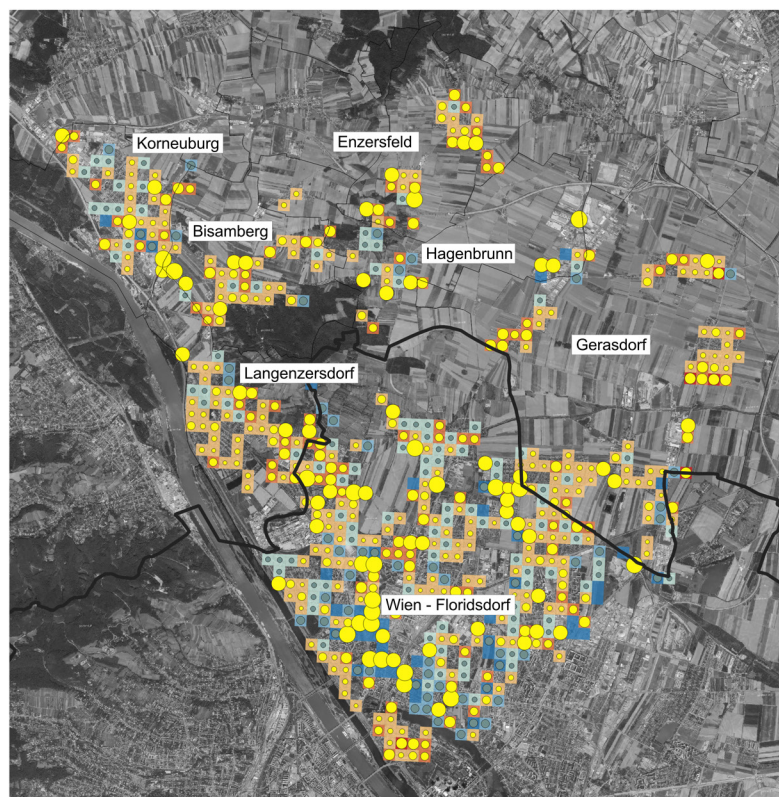 Korneuburg
Enzersfeld
Bisamberg
Hagenbrunn
Gerasdorf
Langenzersdorf
Wien - Floridsdorf